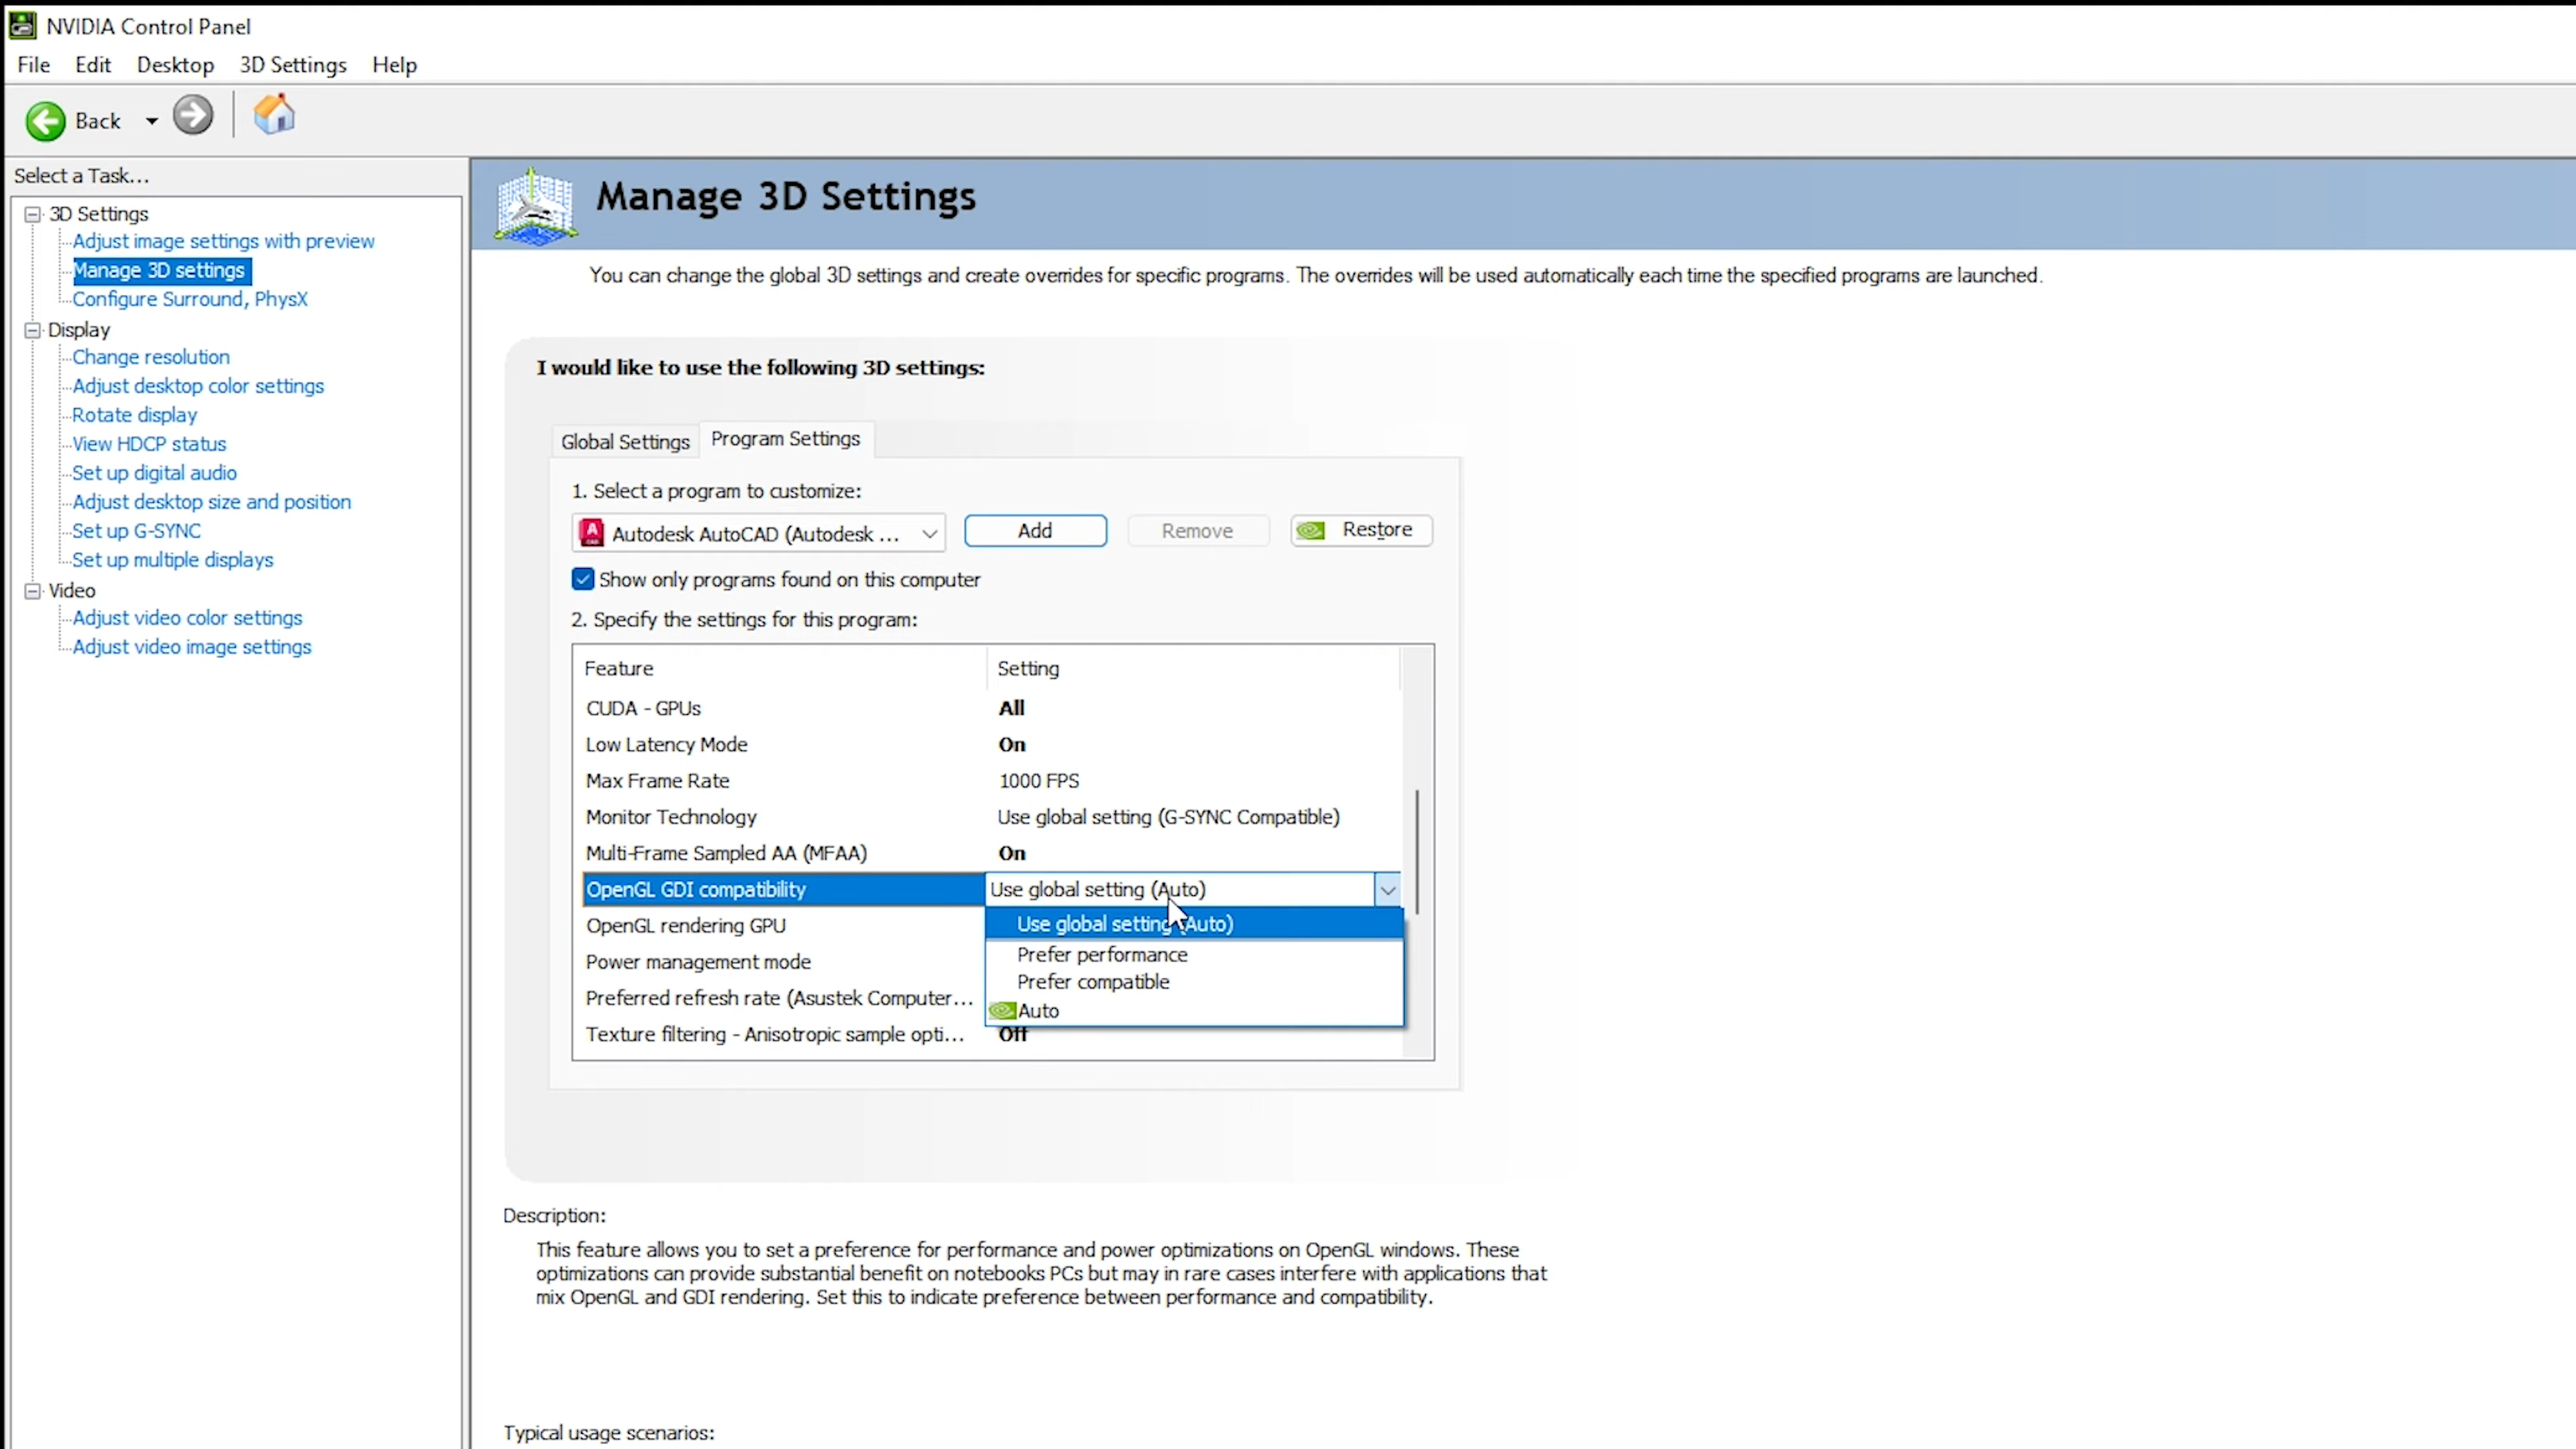 NVIDIA Control Panel
File Edit Desktop 3D Settings Help
Back
Select a Task...
3D Settings
Adjust image settings with preview
Manage 3D settings
Configure Surround, PhysX
Display
Change resolution
Adjust desktop color settings
Rotate display
View HDCP status
Set up digital audio
Adjust desktop size and position
Set up G-SYNC
Set up multiple displays
Video
Adjust video color settings
Adjust video image settings
Manage 3D Settings
You can change the global 3D settings and create overrides for specific programs. The overrides will be used automatically each time the specified programs are launched.
I would like to use the following 3D settings:
Global Settings Program Settings
1. Select a program to customize:
Autodesk AutoCAD (Autodesk ... Add Remove Restore
Show only programs found on this computer
2. Specify the settings for this program:
Feature Setting
CUDA - GPUs All
Low Latency Mode On
Max Frame Rate 1000 FPS
Monitor Technology Use global setting (G-SYNC Compatible)
Multi-Frame Sampled AA (MFAA) On
OpenGL GDI compatibility Use global setting (Auto)
Use global setting (Auto)
Prefer performance
Prefer compatible
Auto
OpenGL rendering GPU
Power management mode
Preferred refresh rate (Asustek Computer...
Texture filtering - Anisotropic sample opti... Off
Description:
This feature allows you to set a preference for performance and power optimizations on OpenGL windows. These
optimizations can provide substantial benefit on notebooks PCs but may in rare cases interfere with applications that
mix OpenGL and GDI rendering. Set this to indicate preference between performance and compatibility.
Typical usage scenarios: